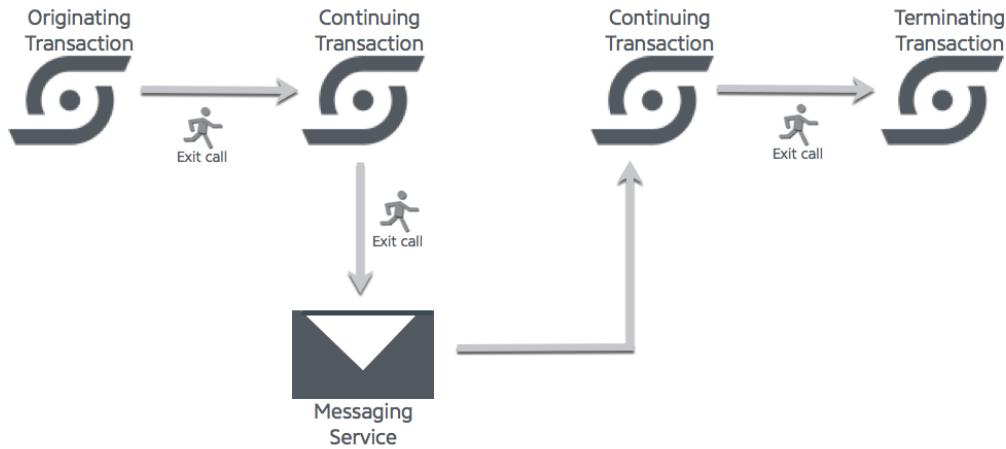 Originating
Transaction
Continuing
Transaction
Continuing
Transaction
Terminating
Transaction
Exit call
Exit call
Exit call
Messaging
Service